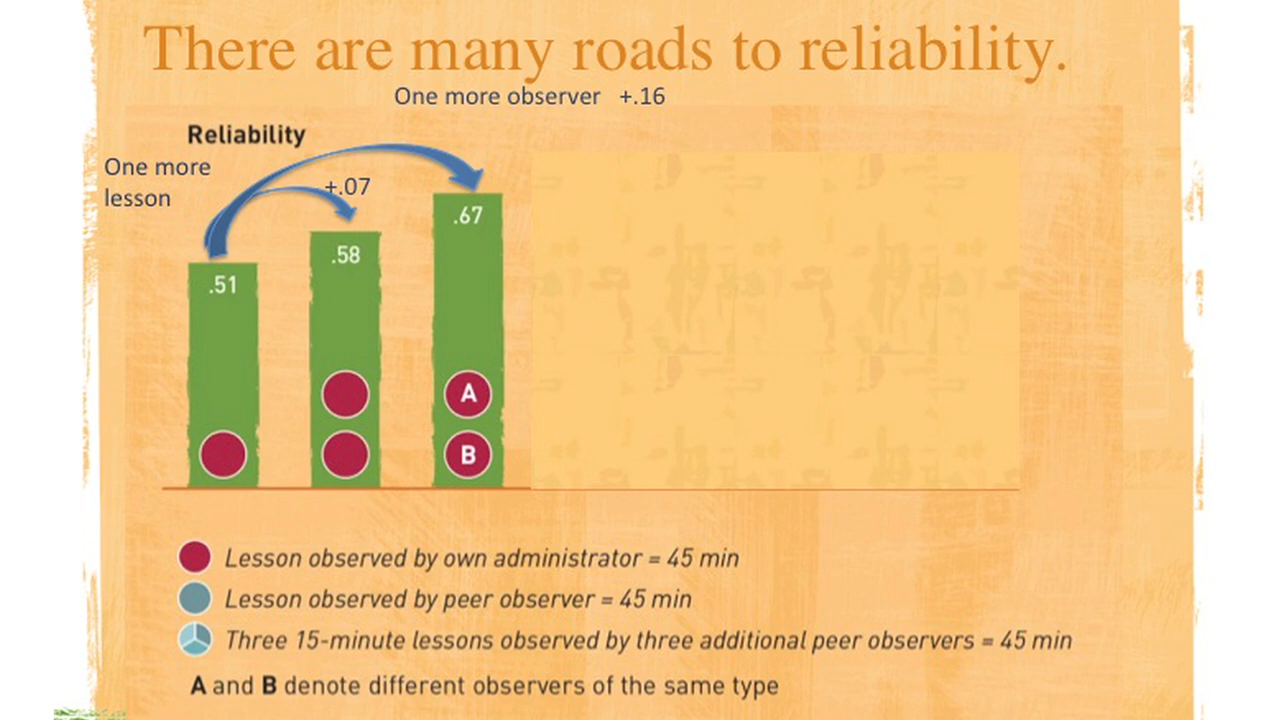 There are many roads to reliability.
One more observer +.16
Reliability
One more
lesson
+.07
.51
.58
.67
A
B
Lesson observed by own administrator = 45 min
Lesson observed by peer observer = 45 min
Three 15-minute lessons observed by three additional peer observers = 45 min
A and B denote different observers of the same type